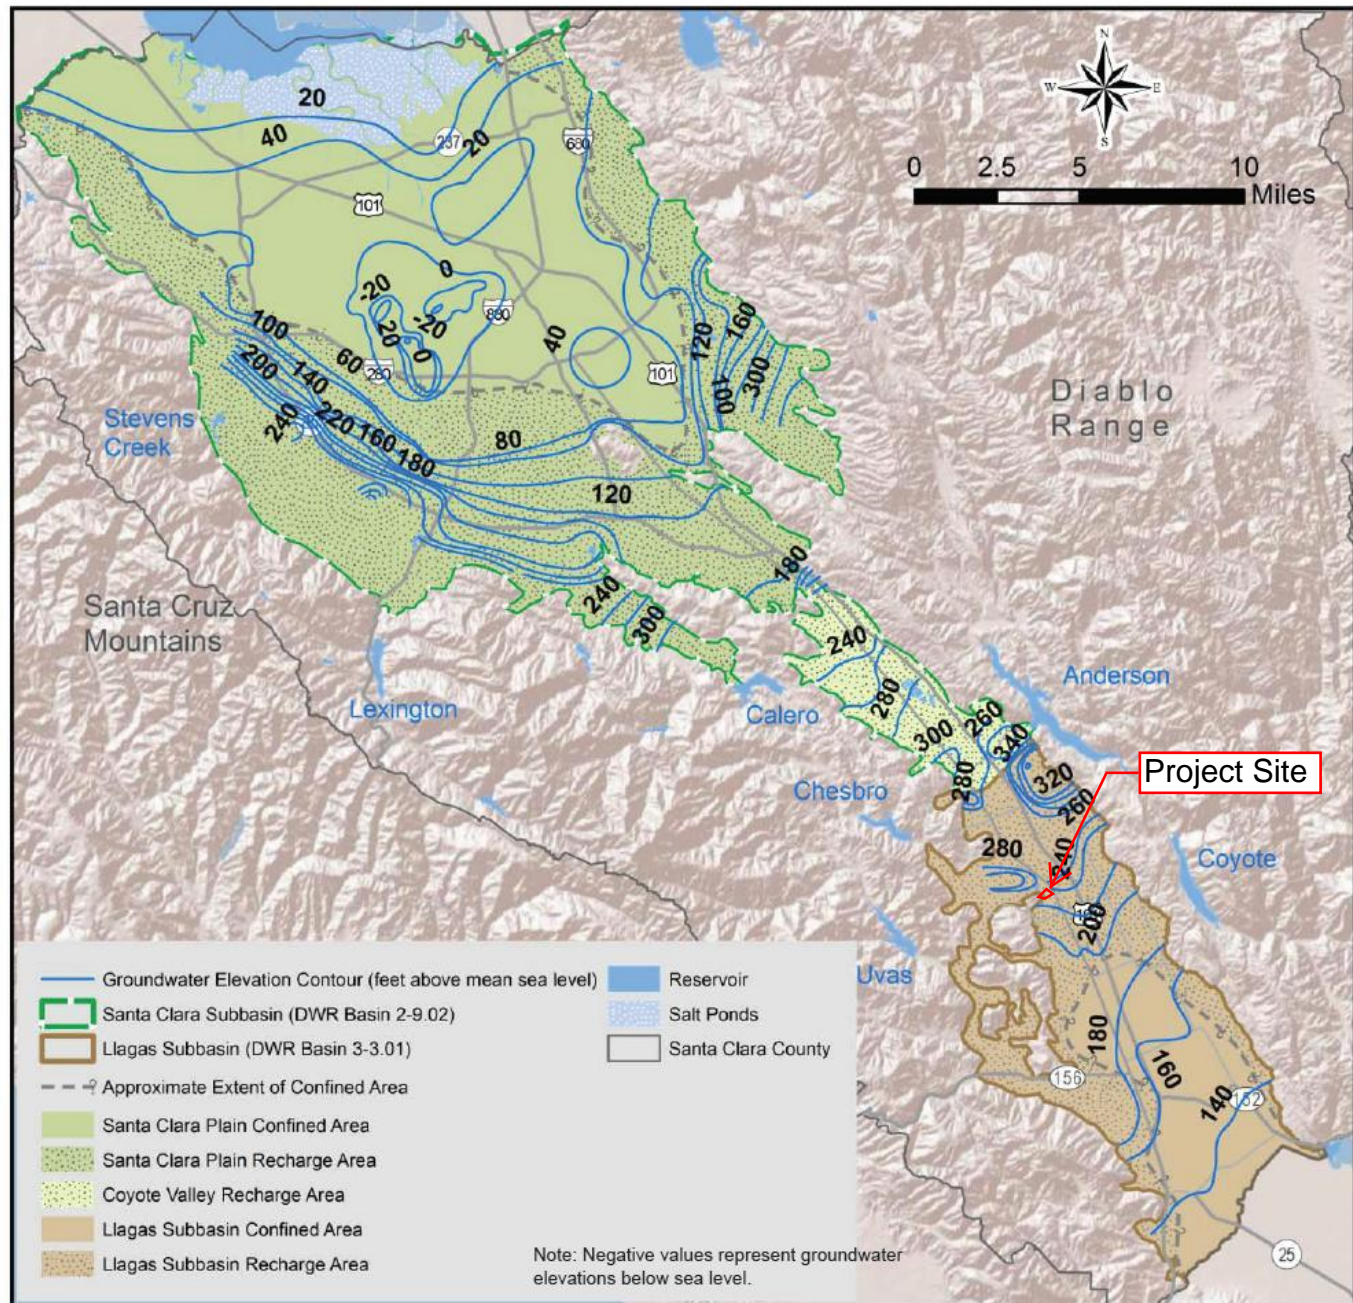 N
W E
S
0 2.5 5 10
Miles
20
40
237
20
680
101
0
-20
-20
20
0
880
40
100
60
280
200
140
240
220
160
180
80
101
120
160
100
300
120
Stevens
Creek
Diablo
Range
180
240
300
Santa Cruz
Mountains
Lexington
Calero
240
280
300
260
340
280
Anderson
Project Site
320
260
Chesbro
280
240
Coyote
200
Uvas
180
160
156
140
152
25
Groundwater Elevation Contour (feet above mean sea level)
Santa Clara Subbasin (DWR Basin 2-9.02)
Llagas Subbasin (DWR Basin 3-3.01)
Approximate Extent of Confined Area
Santa Clara Plain Confined Area
Santa Clara Plain Recharge Area
Coyote Valley Recharge Area
Llagas Subbasin Confined Area
Llagas Subbasin Recharge Area
Reservoir
Salt Ponds
Santa Clara County
Note: Negative values represent groundwater
elevations below sea level.